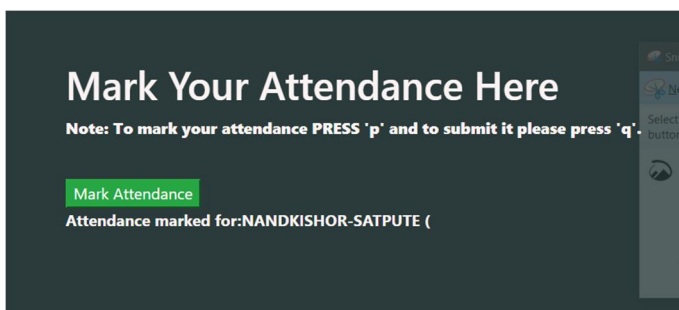 Mark Your Attendance Here
Note: To mark your attendance PRESS 'p' and to submit it please press 'q'.
Mark Attendance
Attendance marked for:NANDKISHOR-SATPUTE (
Select